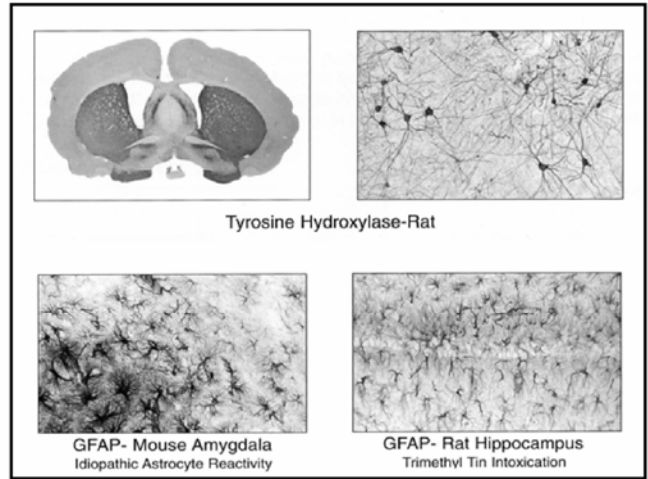 Tyrosine Hydroxylase-Rat
GFAP- Mouse Amygdala
Idiopathic Astrocyte Reactivity
GFAP- Rat Hippocampus
Trimethyl Tin Intoxication